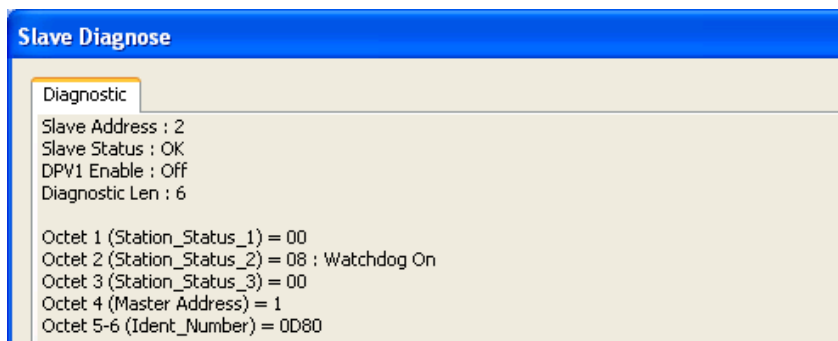 Slave Diagnose
Diagnostic
Slave Address : 2
Slave Status : OK
DPV1 Enable : Off
Diagnostic Len : 6
Octet 1 (Station_Status_1) = 00
Octet 2 (Station_Status_2) = 08 : Watchdog On
Octet 3 (Station_Status_3) = 00
Octet 4 (Master Address) = 1
Octet 5-6 (Ident_Number) = 0D80